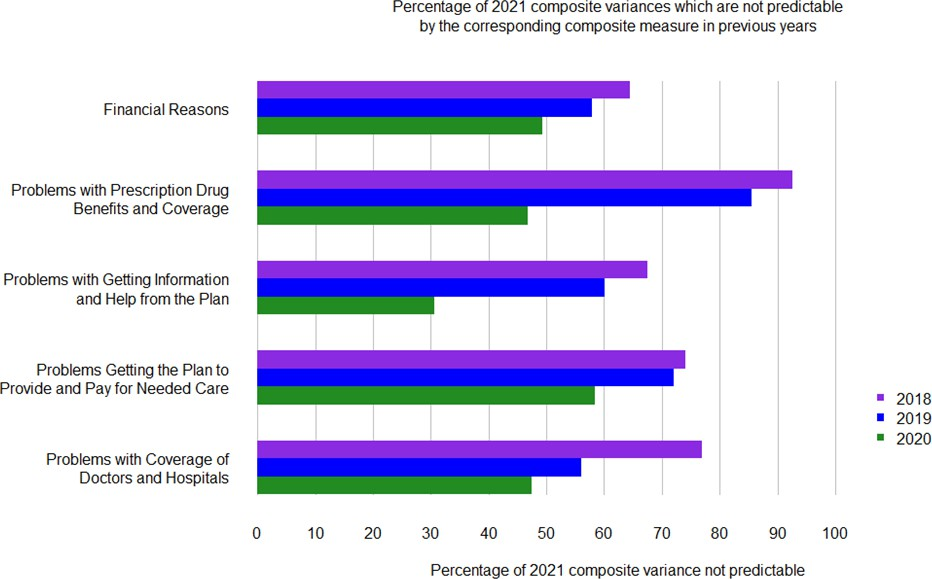 Percentage of 2021 composite variances which are not predictable
by the corresponding composite measure in previous years
Financial Reasons
Problems with Prescription Drug
Benefits and Coverage
Problems with Getting Information
and Help from the Plan
Problems Getting the Plan to
Provide and Pay for Needed Care
Problems with Coverage of
Doctors and Hospitals
2018
2019
2020
0 10 20 30 40 50 60 70 80 90 100
Percentage of 2021 composite variance not predictable